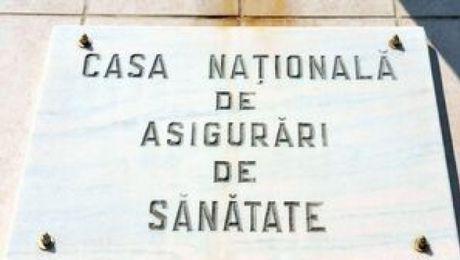 CASA NAȚIONALĂ
DE
ASIGURĂRI
DE
SĂNĂTATE